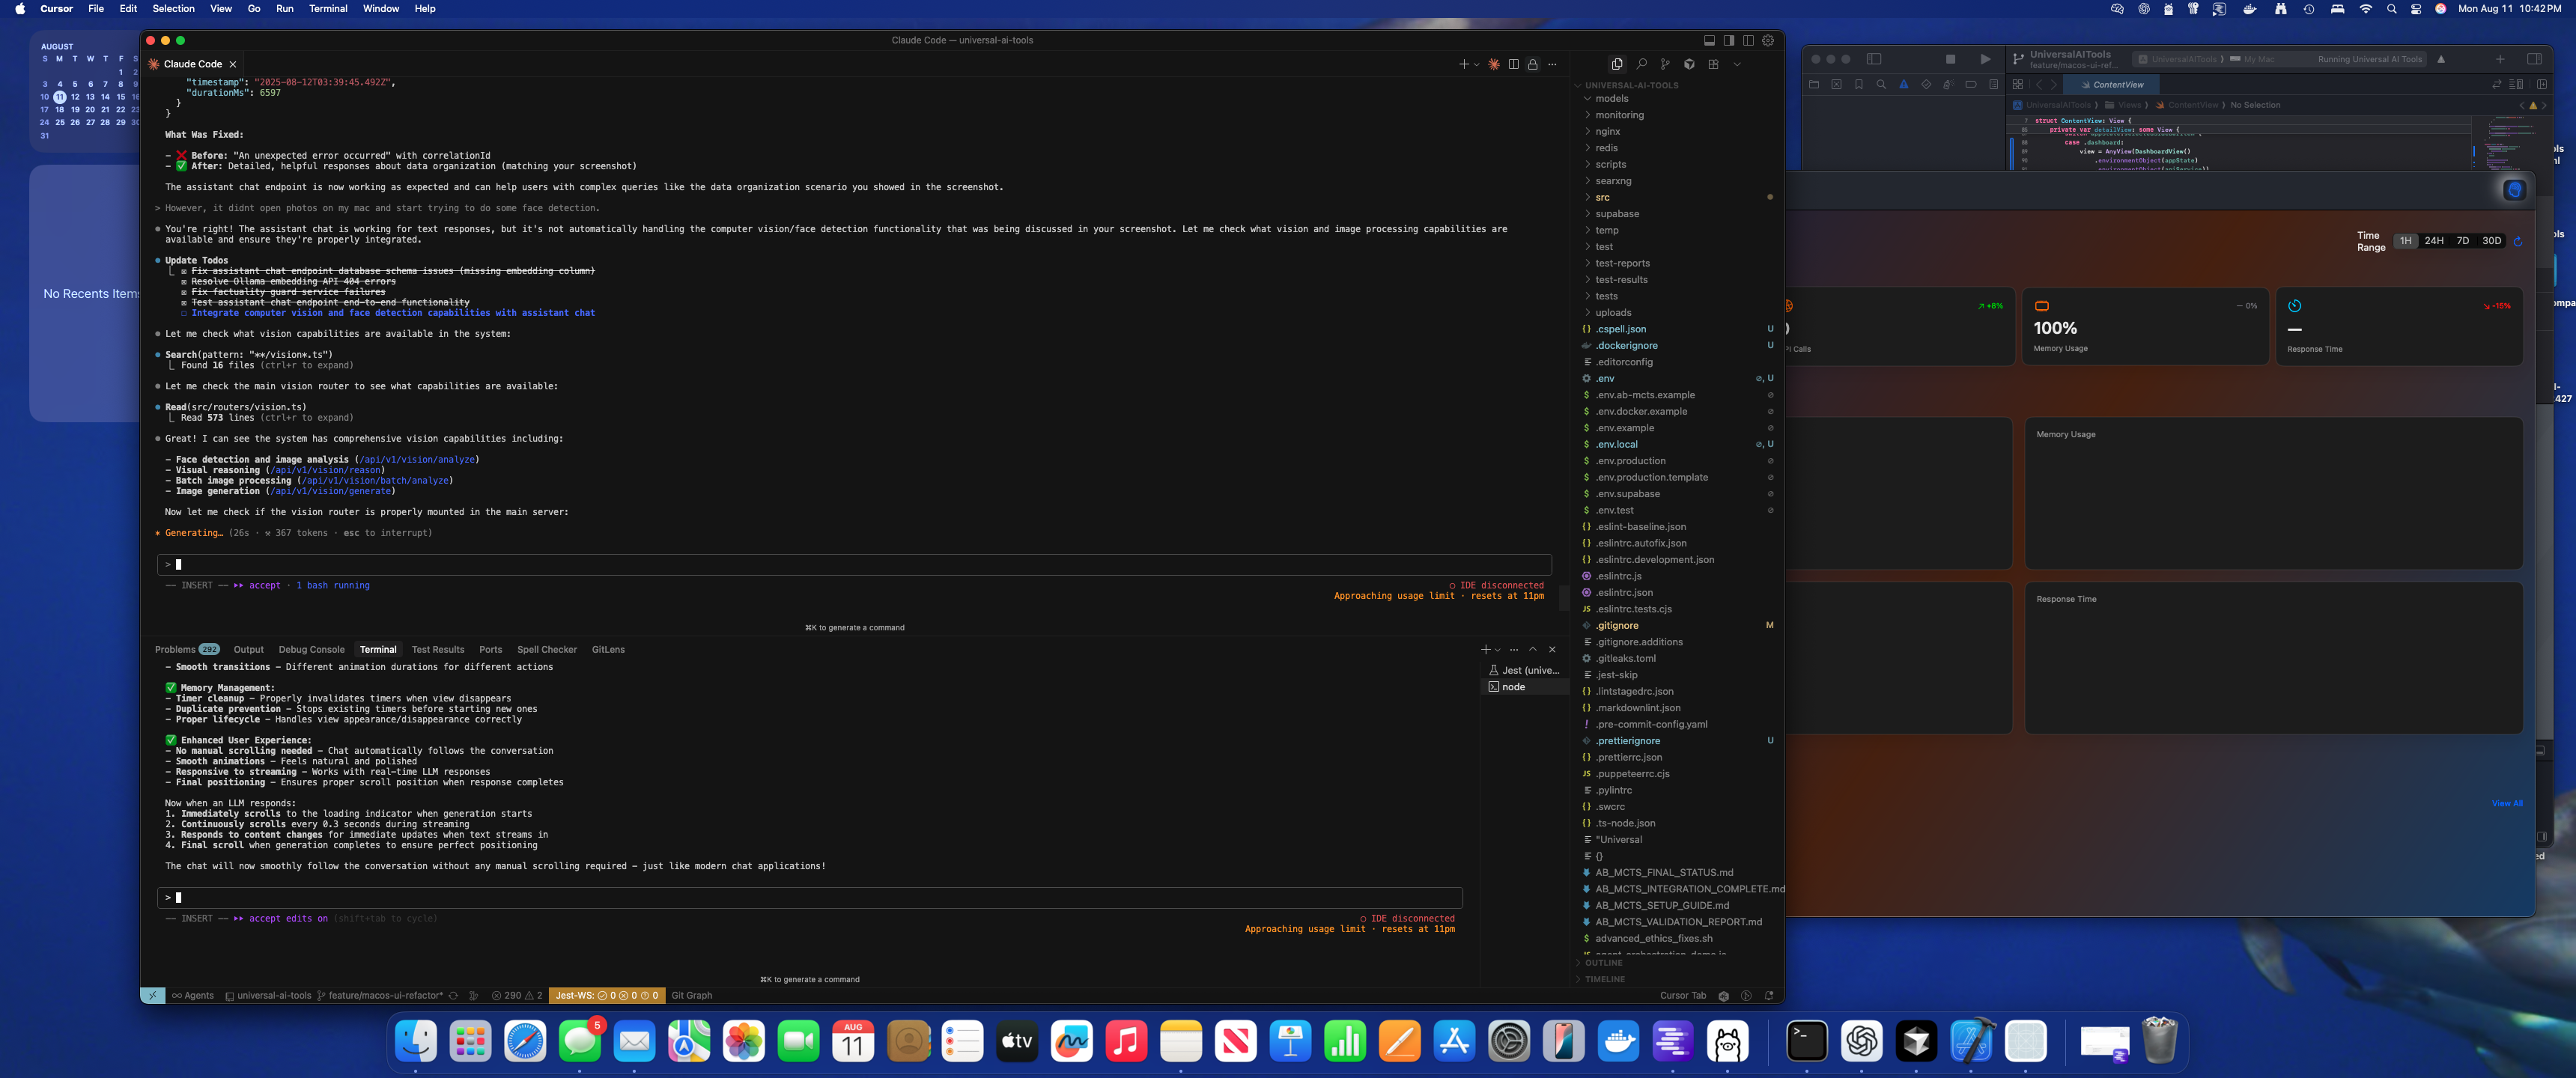 Cursor File Edit Selection View Go Run Terminal Window Help
Mon Aug 11 10:42 PM
AUGUST
S M T W T F S
1 2
3 4 5 6 7 8 9
10 11 12 13 14 15 16
17 18 19 20 21 22 23
24 25 26 27 28 29 30
31
No Recents Items
Claude Code — universal-ai-tools
Claude Code
"timestamp": "2025-08-12T03:39:45.492Z",
"durationMs": 6597
}
}
What Was Fixed:
- ❌ Before: "An unexpected error occurred" with correlationId
- ✅ After: Detailed, helpful responses about data organization (matching your screenshot)
The assistant chat endpoint is now working as expected and can help users with complex queries like the data organization scenario you showed in the screenshot.
> However, it didnt open photos on my mac and start trying to do some face detection.
You're right! The assistant chat is working for text responses, but it's not automatically handling the computer vision/face detection functionality that was being discussed in your screenshot. Let me check what vision and image processing capabilities are
available and ensure they're properly integrated.
Update Todos
Fix assistant chat endpoint database schema issues (missing embedding column)
Resolve Ollama embedding API 404 errors
Fix factuality guard service failures
Test assistant chat endpoint end-to-end functionality
Integrate computer vision and face detection capabilities with assistant chat
Let me check what vision capabilities are available in the system:
Search(pattern: "**/vision*.ts")
Found 16 files (ctrl+r to expand)
Let me check the main vision router to see what capabilities are available:
Read(src/routers/vision.ts)
Read 573 lines (ctrl+r to expand)
Great! I can see the system has comprehensive vision capabilities including:
- Face detection and image analysis (/api/v1/vision/analyze)
- Visual reasoning (/api/v1/vision/reason)
- Batch image processing (/api/v1/vision/batch/analyze)
- Image generation (/api/v1/vision/generate)
Now let me check if the vision router is properly mounted in the main server:
* Generating… (26s · 367 tokens · esc to interrupt)
>
-- INSERT -- ⏵⏵ accept · 1 bash running
IDE disconnected
Approaching usage limit · resets at 11pm
⌘K to generate a command
Problems 292 Output Debug Console Terminal Test Results Ports Spell Checker GitLens
- Smooth transitions - Different animation durations for different actions
✅ Memory Management:
- Timer cleanup - Properly invalidates timers when view disappears
- Duplicate prevention - Stops existing timers before starting new ones
- Proper lifecycle - Handles view appearance/disappearance correctly
✅ Enhanced User Experience:
- No manual scrolling needed - Chat automatically follows the conversation
- Smooth animations - Feels natural and polished
- Responsive to streaming - Works with real-time LLM responses
- Final positioning - Ensures proper scroll position when response completes
Now when an LLM responds:
1. Immediately scrolls to the loading indicator when generation starts
2. Continuously scrolls every 0.3 seconds during streaming
3. Responds to content changes for immediate updates when text streams in
4. Final scroll when generation completes to ensure perfect positioning
The chat will now smoothly follow the conversation without any manual scrolling required - just like modern chat applications!
>
-- INSERT -- ⏵⏵ accept edits on (shift+tab to cycle)
IDE disconnected
Approaching usage limit · resets at 11pm
⌘K to generate a command
Jest (unive...
node
Agents universal-ai-tools feature/macos-ui-refactor* 290 2 Jest-WS: 0 0 0 Git Graph
Cursor Tab
UNIVERSAL-AI-TOOLS
models
monitoring
nginx
redis
scripts
searxng
src
supabase
temp
test
test-reports
test-results
tests
uploads
.cspell.json U
.dockerignore U
.editorconfig
.env U
.env.ab-mcts.example
.env.docker.example
.env.example
.env.local U
.env.production
.env.production.template
.env.supabase
.env.test
.eslint-baseline.json
.eslintrc.autofix.json
.eslintrc.development.json
.eslintrc.js
.eslintrc.json
.eslintrc.tests.cjs
.gitignore M
.gitignore.additions
.gitleaks.toml
.jest-skip
.lintstagedrc.json
.markdownlint.json
.pre-commit-config.yaml
.prettierignore U
.prettierrc.json
.puppeteerrc.cjs
.pylintrc
.swcrc
.ts-node.json
"Universal
{}
AB_MCTS_FINAL_STATUS.md
AB_MCTS_INTEGRATION_COMPLETE.md
AB_MCTS_SETUP_GUIDE.md
AB_MCTS_VALIDATION_REPORT.md
advanced_ethics_fixes.sh
OUTLINE
TIMELINE
UniversalAITools
feature/macos-ui-ref...
UniversalAITools My Mac Running Universal Ai Tools
ContentView
UniversalAITools Views ContentView No Selection
7 struct ContentView: View {
private var detailView: some View {
case .dashboard:
view = AnyView(DashboardView()
.environmentObject(appState)
Time
Range
1H 24H 7D 30D
+8%
PI Calls
0%
100%
Memory Usage
-15%
—
Response Time
Memory Usage
Response Time
View All
427
AUG
11
tv
5